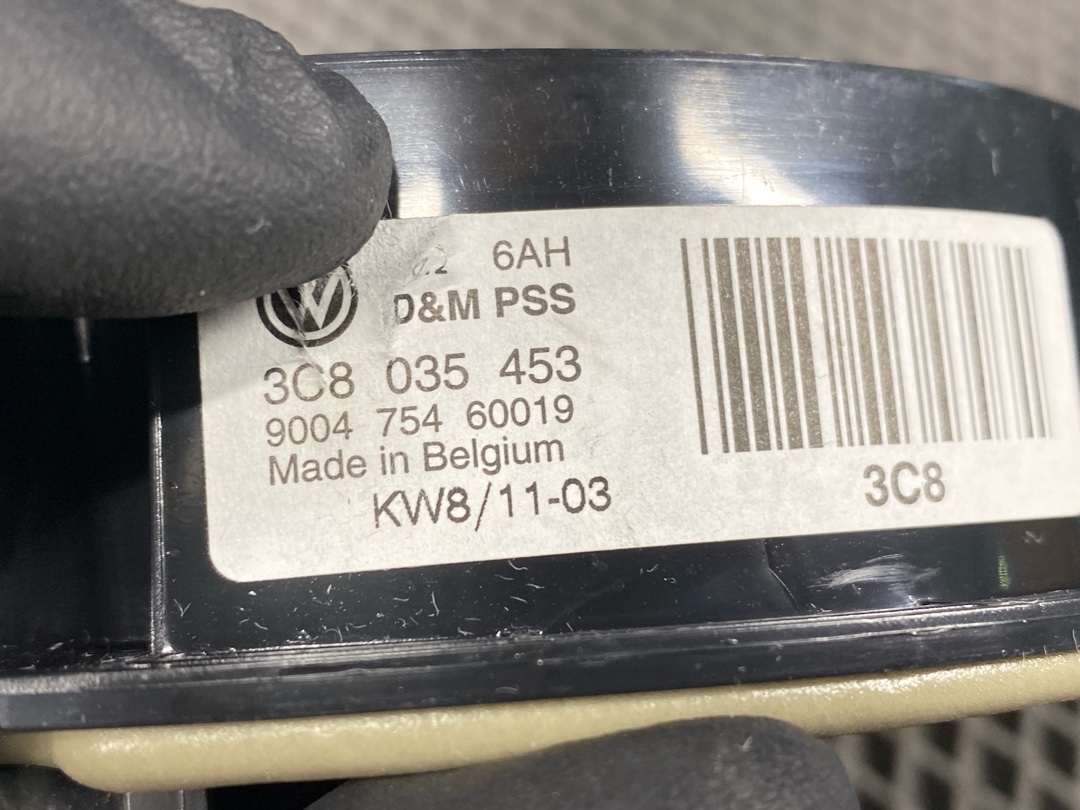 6AH
D&M PSS
3C8 035 453
9004 754 60019
Made in Belgium
KW8/11-03
3C8